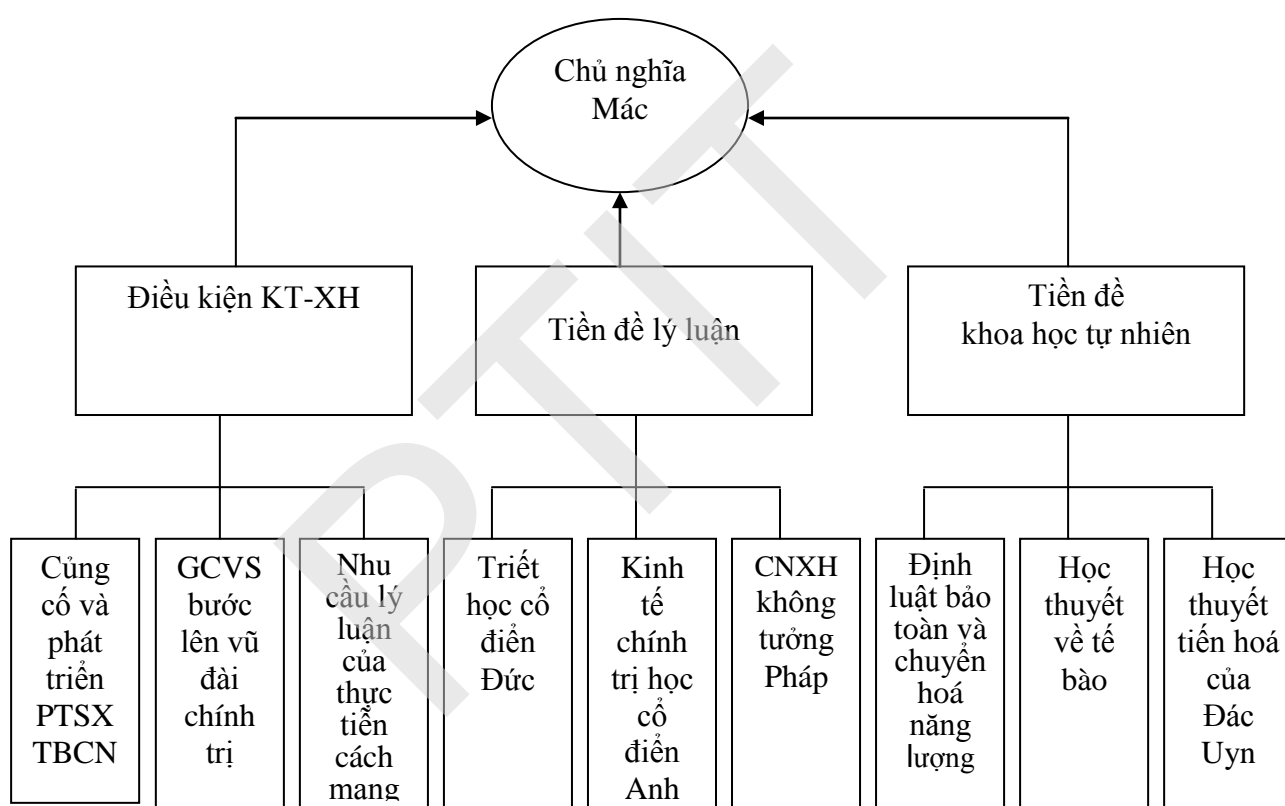 Chủ nghĩa
Mác
Điều kiện KT-XH
Tiền đề lý luận
Tiền đề
khoa học tự nhiên
Củng
cố và
phát
triển
PTSX
TBCN
GCVS
bước
lên vũ
đài
chính
trị
Nhu
cầu lý
luận
của
thực
tiễn
cách
mang
Triết
học cổ
điển
Đức
Kinh
tế
chính
trị học
cổ
điển
Anh
CNXH
không
tưởng
Pháp
Định
luật bảo
toàn và
chuyển
hoá
năng
lượng
Học
thuyết
về tế
bào
Học
thuyết
tiến hoá
của
Đác
Uyn
PTIT